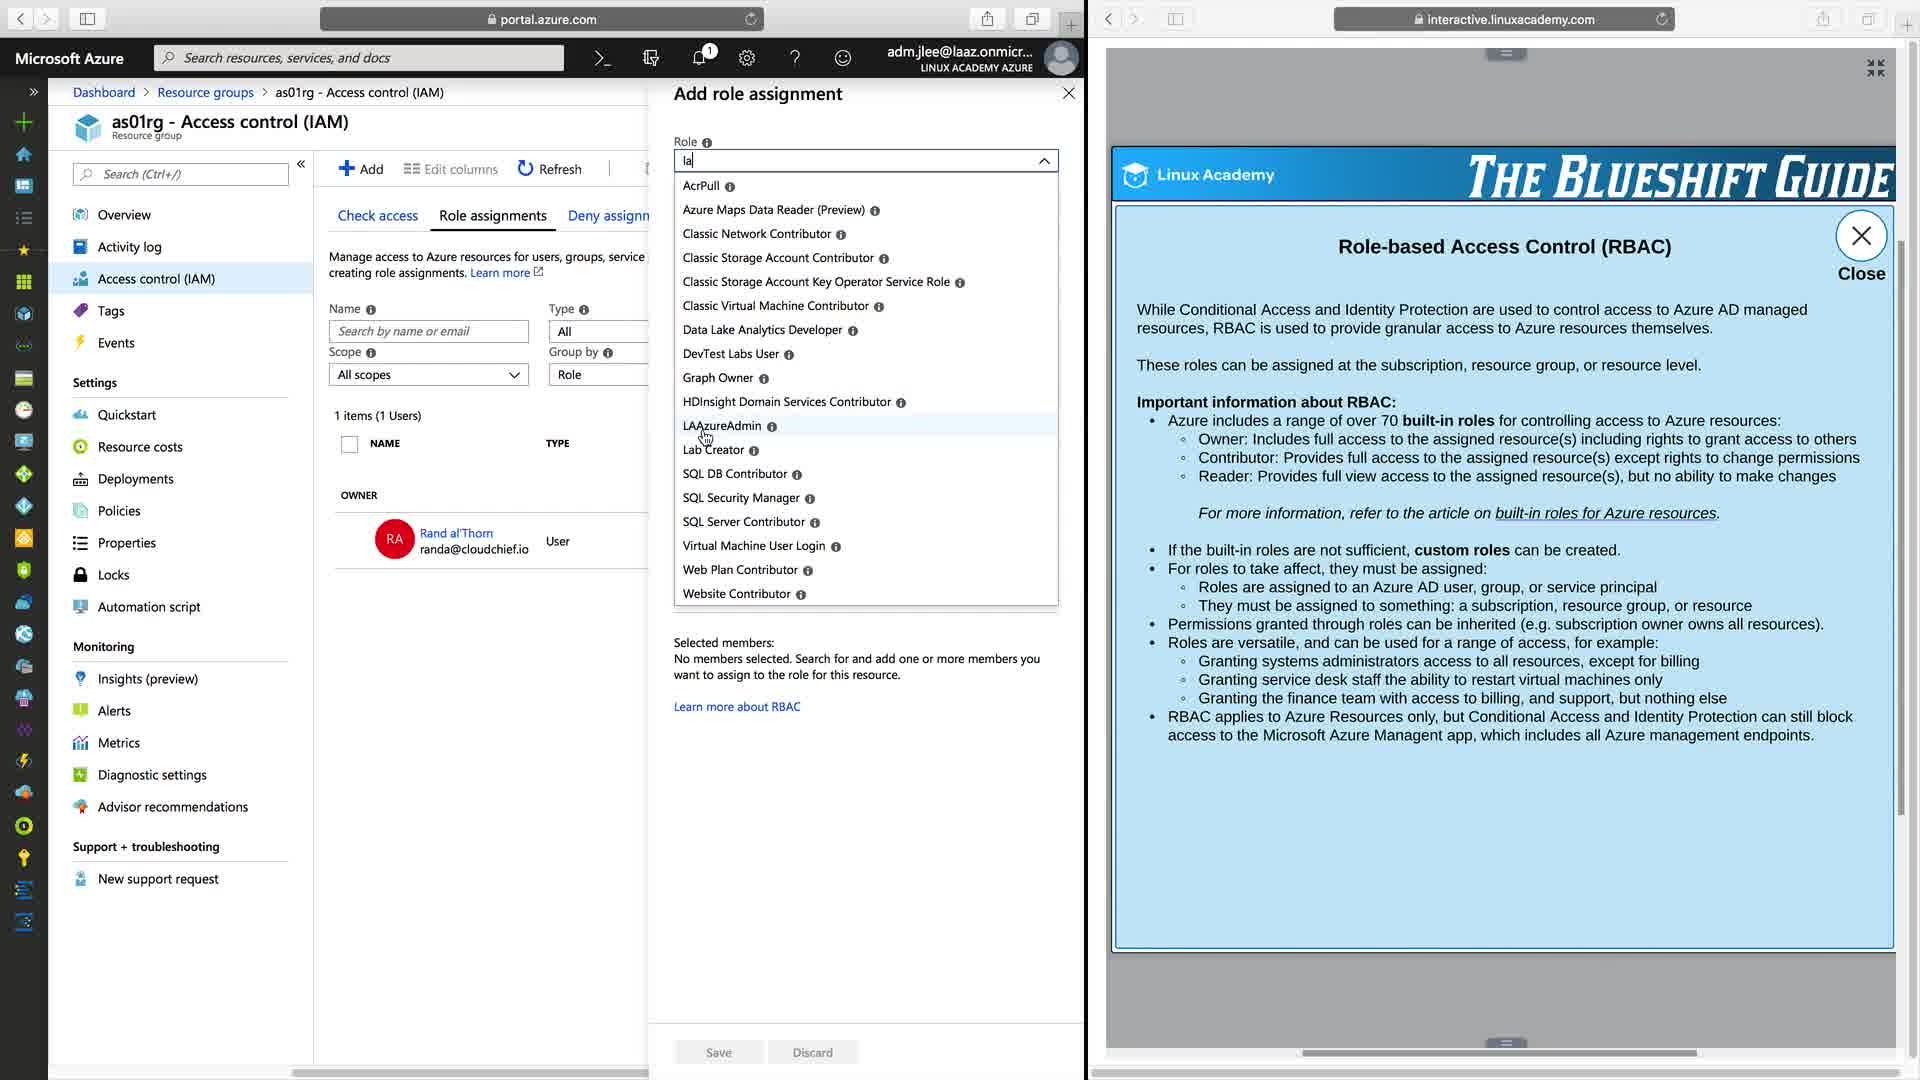 portal.azure.com
Microsoft Azure
Search resources, services, and docs
1
adm.jlee@laaz.onmicr...
LINUX ACADEMY AZURE
Dashboard > Resource groups > as01rg - Access control (IAM)
as01rg - Access control (IAM)
Resource group
Search (Ctrl+/)
Overview
Activity log
Access control (IAM)
Tags
Events
Settings
Quickstart
Resource costs
Deployments
Policies
Properties
Locks
Automation script
Monitoring
Insights (preview)
Alerts
Metrics
Diagnostic settings
Advisor recommendations
Support + troubleshooting
New support request
Add
Edit columns
Refresh
Check access
Role assignments
Deny assignn
Manage access to Azure resources for users, groups, service
creating role assignments. Learn more
Name
Type
Search by name or email
All
Scope
Group by
All scopes
Role
1 items (1 Users)
NAME
TYPE
OWNER
RA
Rand al'Thorn
randa@cloudchief.io
User
Add role assignment
Role
la
AcrPull
Azure Maps Data Reader (Preview)
Classic Network Contributor
Classic Storage Account Contributor
Classic Storage Account Key Operator Service Role
Classic Virtual Machine Contributor
Data Lake Analytics Developer
DevTest Labs User
Graph Owner
HDInsight Domain Services Contributor
LAAzureAdmin
Lab Creator
SQL DB Contributor
SQL Security Manager
SQL Server Contributor
Virtual Machine User Login
Web Plan Contributor
Website Contributor
Selected members:
No members selected. Search for and add one or more members you
want to assign to the role for this resource.
Learn more about RBAC
Save
Discard
interactive.linuxacademy.com
Linux Academy
THE BLUESHIFT GUIDE
Role-based Access Control (RBAC)
Close
While Conditional Access and Identity Protection are used to control access to Azure AD managed
resources, RBAC is used to provide granular access to Azure resources themselves.
These roles can be assigned at the subscription, resource group, or resource level.
Important information about RBAC:
• Azure includes a range of over 70 built-in roles for controlling access to Azure resources:
◦ Owner: Includes full access to the assigned resource(s) including rights to grant access to others
◦ Contributor: Provides full access to the assigned resource(s) except rights to change permissions
◦ Reader: Provides full view access to the assigned resource(s), but no ability to make changes
For more information, refer to the article on built-in roles for Azure resources.
• If the built-in roles are not sufficient, custom roles can be created.
• For roles to take affect, they must be assigned:
◦ Roles are assigned to an Azure AD user, group, or service principal
◦ They must be assigned to something: a subscription, resource group, or resource
• Permissions granted through roles can be inherited (e.g. subscription owner owns all resources).
• Roles are versatile, and can be used for a range of access, for example:
◦ Granting systems administrators access to all resources, except for billing
◦ Granting service desk staff the ability to restart virtual machines only
◦ Granting the finance team with access to billing, and support, but nothing else
• RBAC applies to Azure Resources only, but Conditional Access and Identity Protection can still block
access to the Microsoft Azure Managent app, which includes all Azure management endpoints.